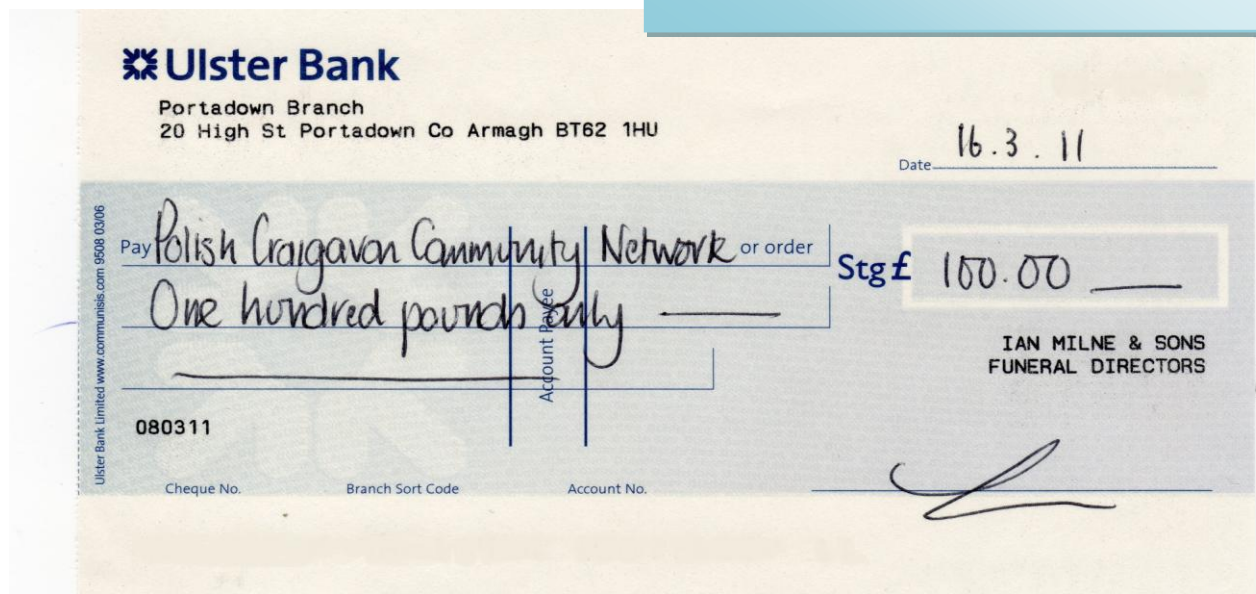 Ulster Bank
Portadown Branch
20 High St Portadown Co Armagh BT62 1HU
Date 16.3.11
Pay Polish Craigavon Community Network or order
Stg £ 100.00
One hundred pounds only
Account Payee
IAN MILNE & SONS
FUNERAL DIRECTORS
080311
Cheque No. Branch Sort Code Account No.
Ulster Bank Limited www.communisis.com 9508 03/06